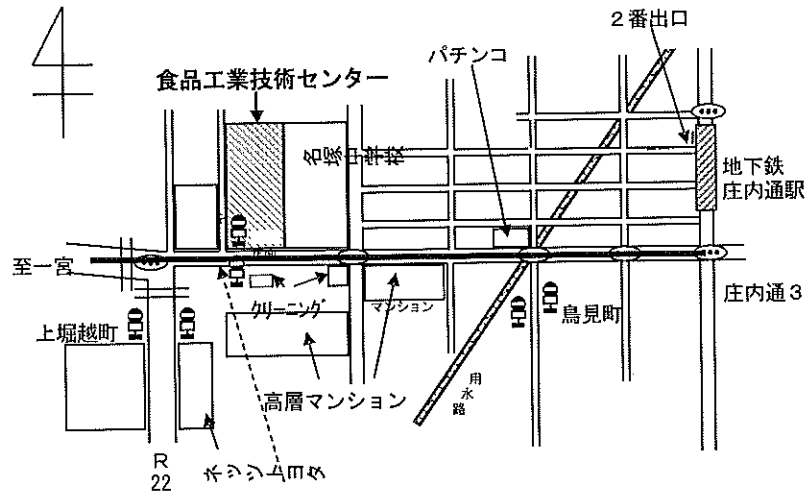 2番出口
パチンコ
食品工業技術センター
名塚中学校
地下鉄
庄内通駅
至一宮
庄内通3
クリーニング
マンション
鳥見町
上堀越町
用水路
高層マンション
R
22
ネッツトヨタ